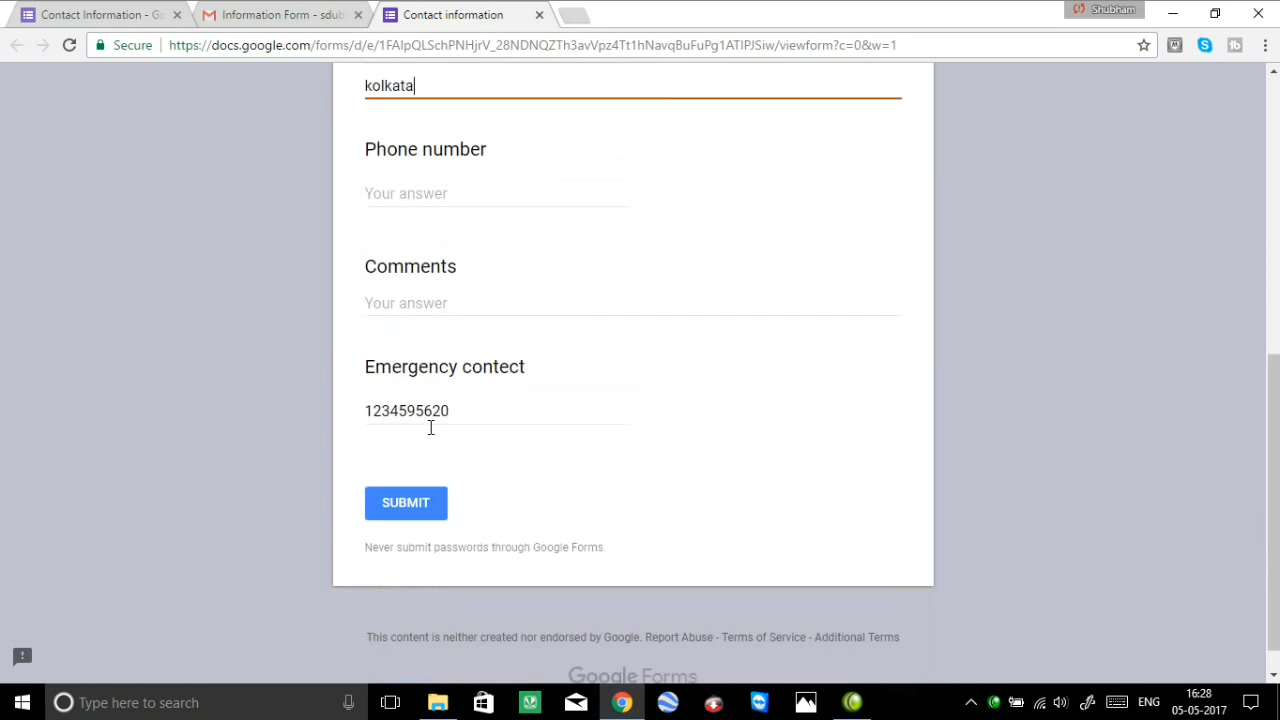 Contact Information - Go
Information Form - sdub
Contact information
Shubham
Secure
https://docs.google.com/forms/d/e/1FAIpQLSchPNHjrV_28NDNQZTh3avVpz4Tt1hNavqBuFuPg1ATIPJSiw/viewform?c=0&w=1
kolkata
Phone number
Your answer
Comments
Your answer
Emergency contect
1234595620
SUBMIT
Never submit passwords through Google Forms.
This content is neither created nor endorsed by Google. Report Abuse - Terms of Service - Additional Terms
Google Forms
Type here to search
ENG
16:28
05-05-2017